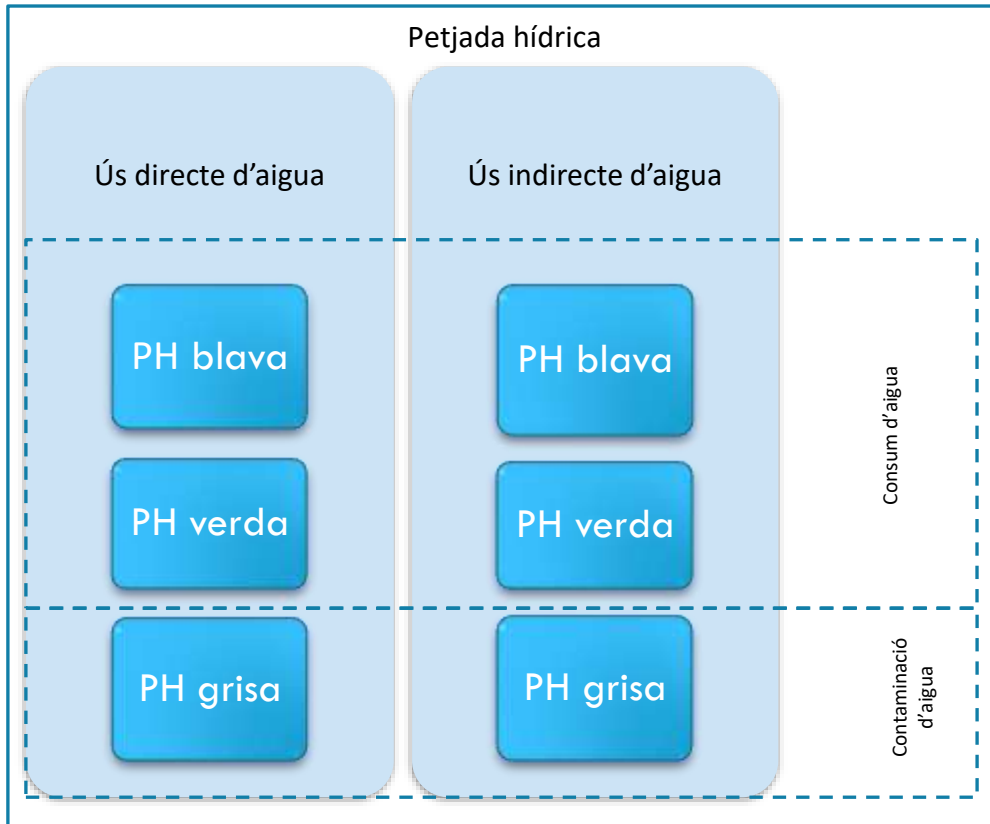 Petjada hídrica
Ús directe d’aigua
Ús indirecte d’aigua
PH blava
PH blava
Consum d’aigua
PH verda
PH verda
PH grisa
PH grisa
Contaminació
d’aigua